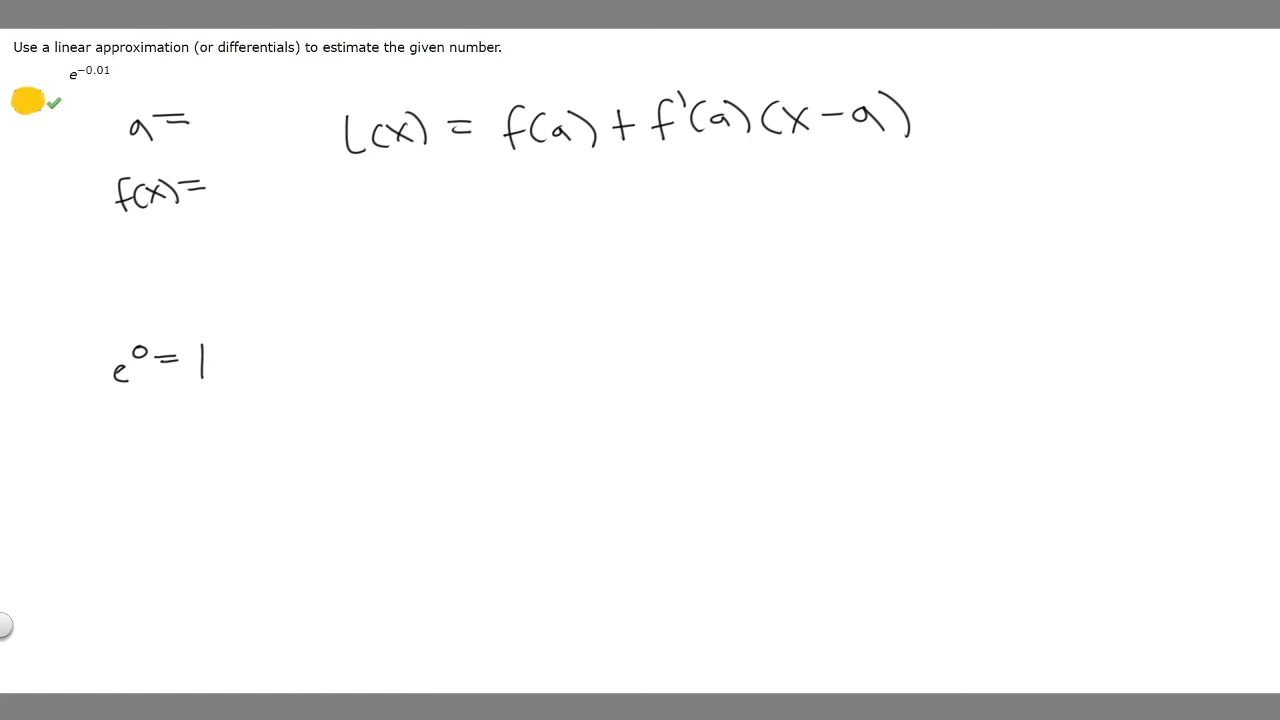 Use a linear approximation (or differentials) to estimate the given number.
e^−0.01
a =
L(x) = f(a) + f'(a)(x-a)
f(x) =
e^0 = 1